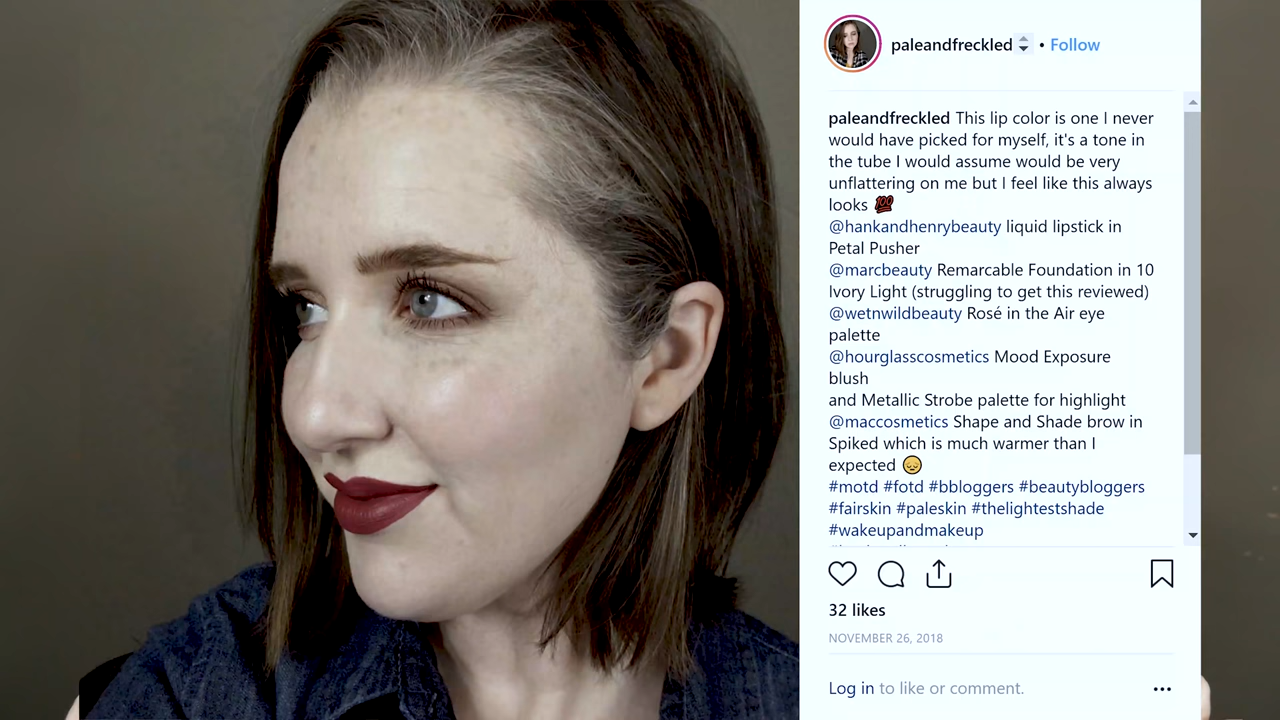 paleandfreckled • Follow
paleandfreckled This lip color is one I never
would have picked for myself, it's a tone in
the tube I would assume would be very
unflattering on me but I feel like this always
looks 💯
@hankandhenrybeauty liquid lipstick in
Petal Pusher
@marcbeauty Remarcable Foundation in 10
Ivory Light (struggling to get this reviewed)
@wetnwildbeauty Rosé in the Air eye
palette
@hourglasscosmetics Mood Exposure
blush
and Metallic Strobe palette for highlight
@maccosmetics Shape and Shade brow in
Spiked which is much warmer than I
expected 😞
#motd #fotd #bbloggers #beautybloggers
#fairskin #paleskin #thelightestshade
#wakeupandmakeup
32 likes
NOVEMBER 26, 2018
Log in to like or comment.